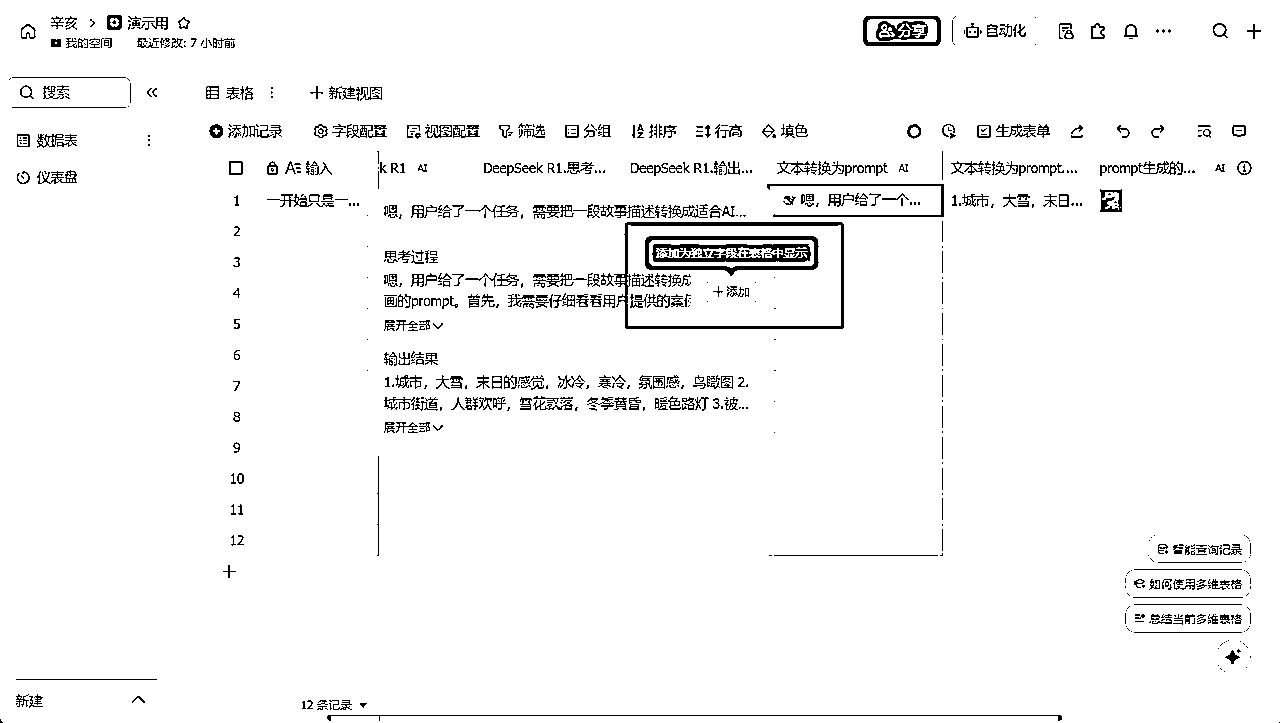 辛亥 > 演示用
我的空间 最近修改: 7 小时前
分享 自动化
搜索
表格 新建视图
数据表
仪表盘
添加记录 字段配置 视图配置 筛选 分组 排序 行高 填色 生成表单
输入 k R1 AI DeepSeek R1.思考... DeepSeek R1.输出... 文本转换为prompt AI 文本转换为prompt.... prompt生成的... AI
1 一开始只是一... 嗯，用户给了一个... 1.城市，大雪，末日...
嗯，用户给了一个任务，需要把一段故事描述转换成适合AI...
2
添加为独立字段在表格中显示
3 思考过程
嗯，用户给了一个任务，需要把一段故事描述转换成
4 添加
画的prompt。首先，我需要仔细看看用户提供的案例
5 展开全部
6 输出结果
7 1.城市，大雪，末日的感觉，冰冷，寒冷，氛围感，鸟瞰图 2.
城市街道，人群欢呼，雪花飘落，冬季黄昏，暖色路灯 3.被...
8
展开全部
9
10
11
12
智能查询记录
如何使用多维表格
总结当前多维表格
新建
12 条记录